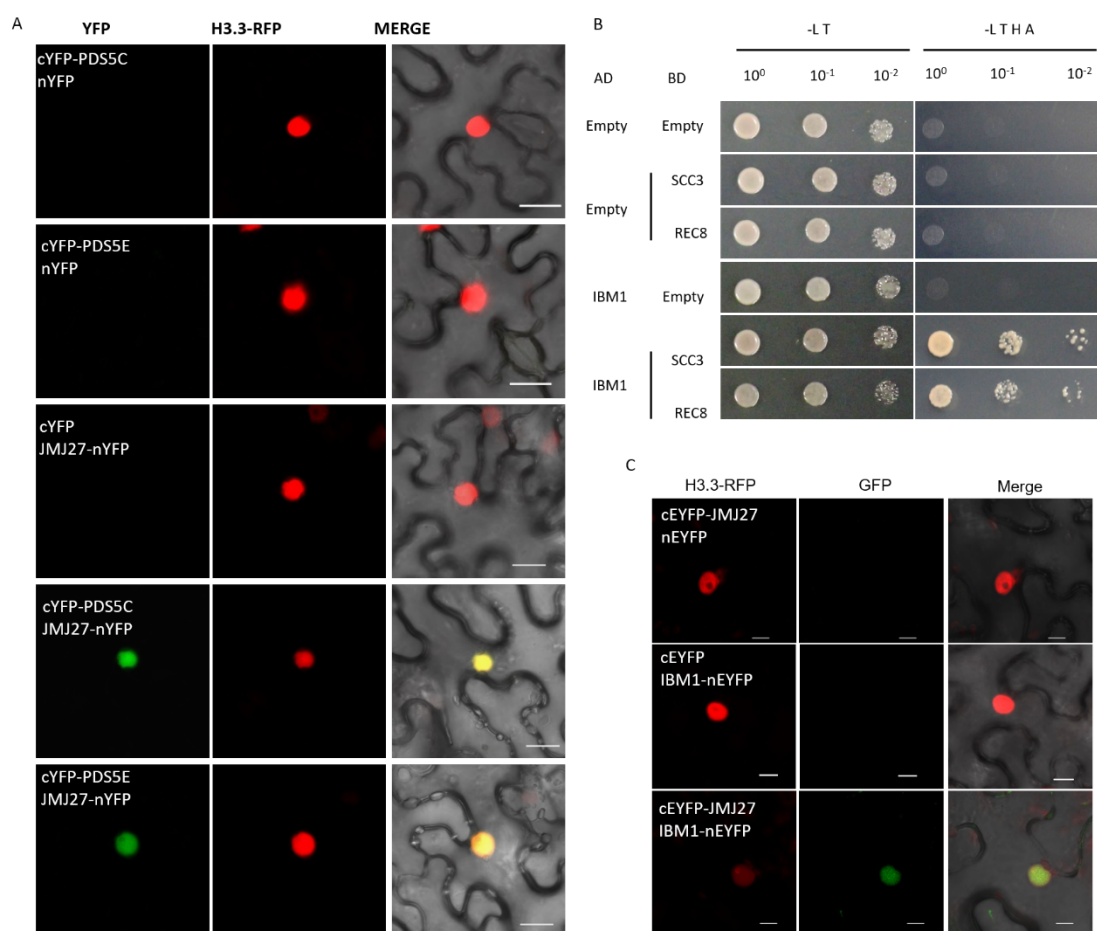 A
YFP H3.3-RFP MERGE
cYFP-PDS5C
nYFP
cYFP-PDS5E
nYFP
cYFP
JMJ27-nYFP
cYFP-PDS5C
JMJ27-nYFP
cYFP-PDS5E
JMJ27-nYFP
B
-L T -L T H A
AD BD 10⁰ 10⁻¹ 10⁻² 10⁰ 10⁻¹ 10⁻²
Empty Empty
SCC3
Empty
REC8
IBM1 Empty
SCC3
IBM1
REC8
C
H3.3-RFP GFP Merge
cEYFP-JMJ27
nEYFP
cEYFP
IBM1-nEYFP
cEYFP-JMJ27
IBM1-nEYFP